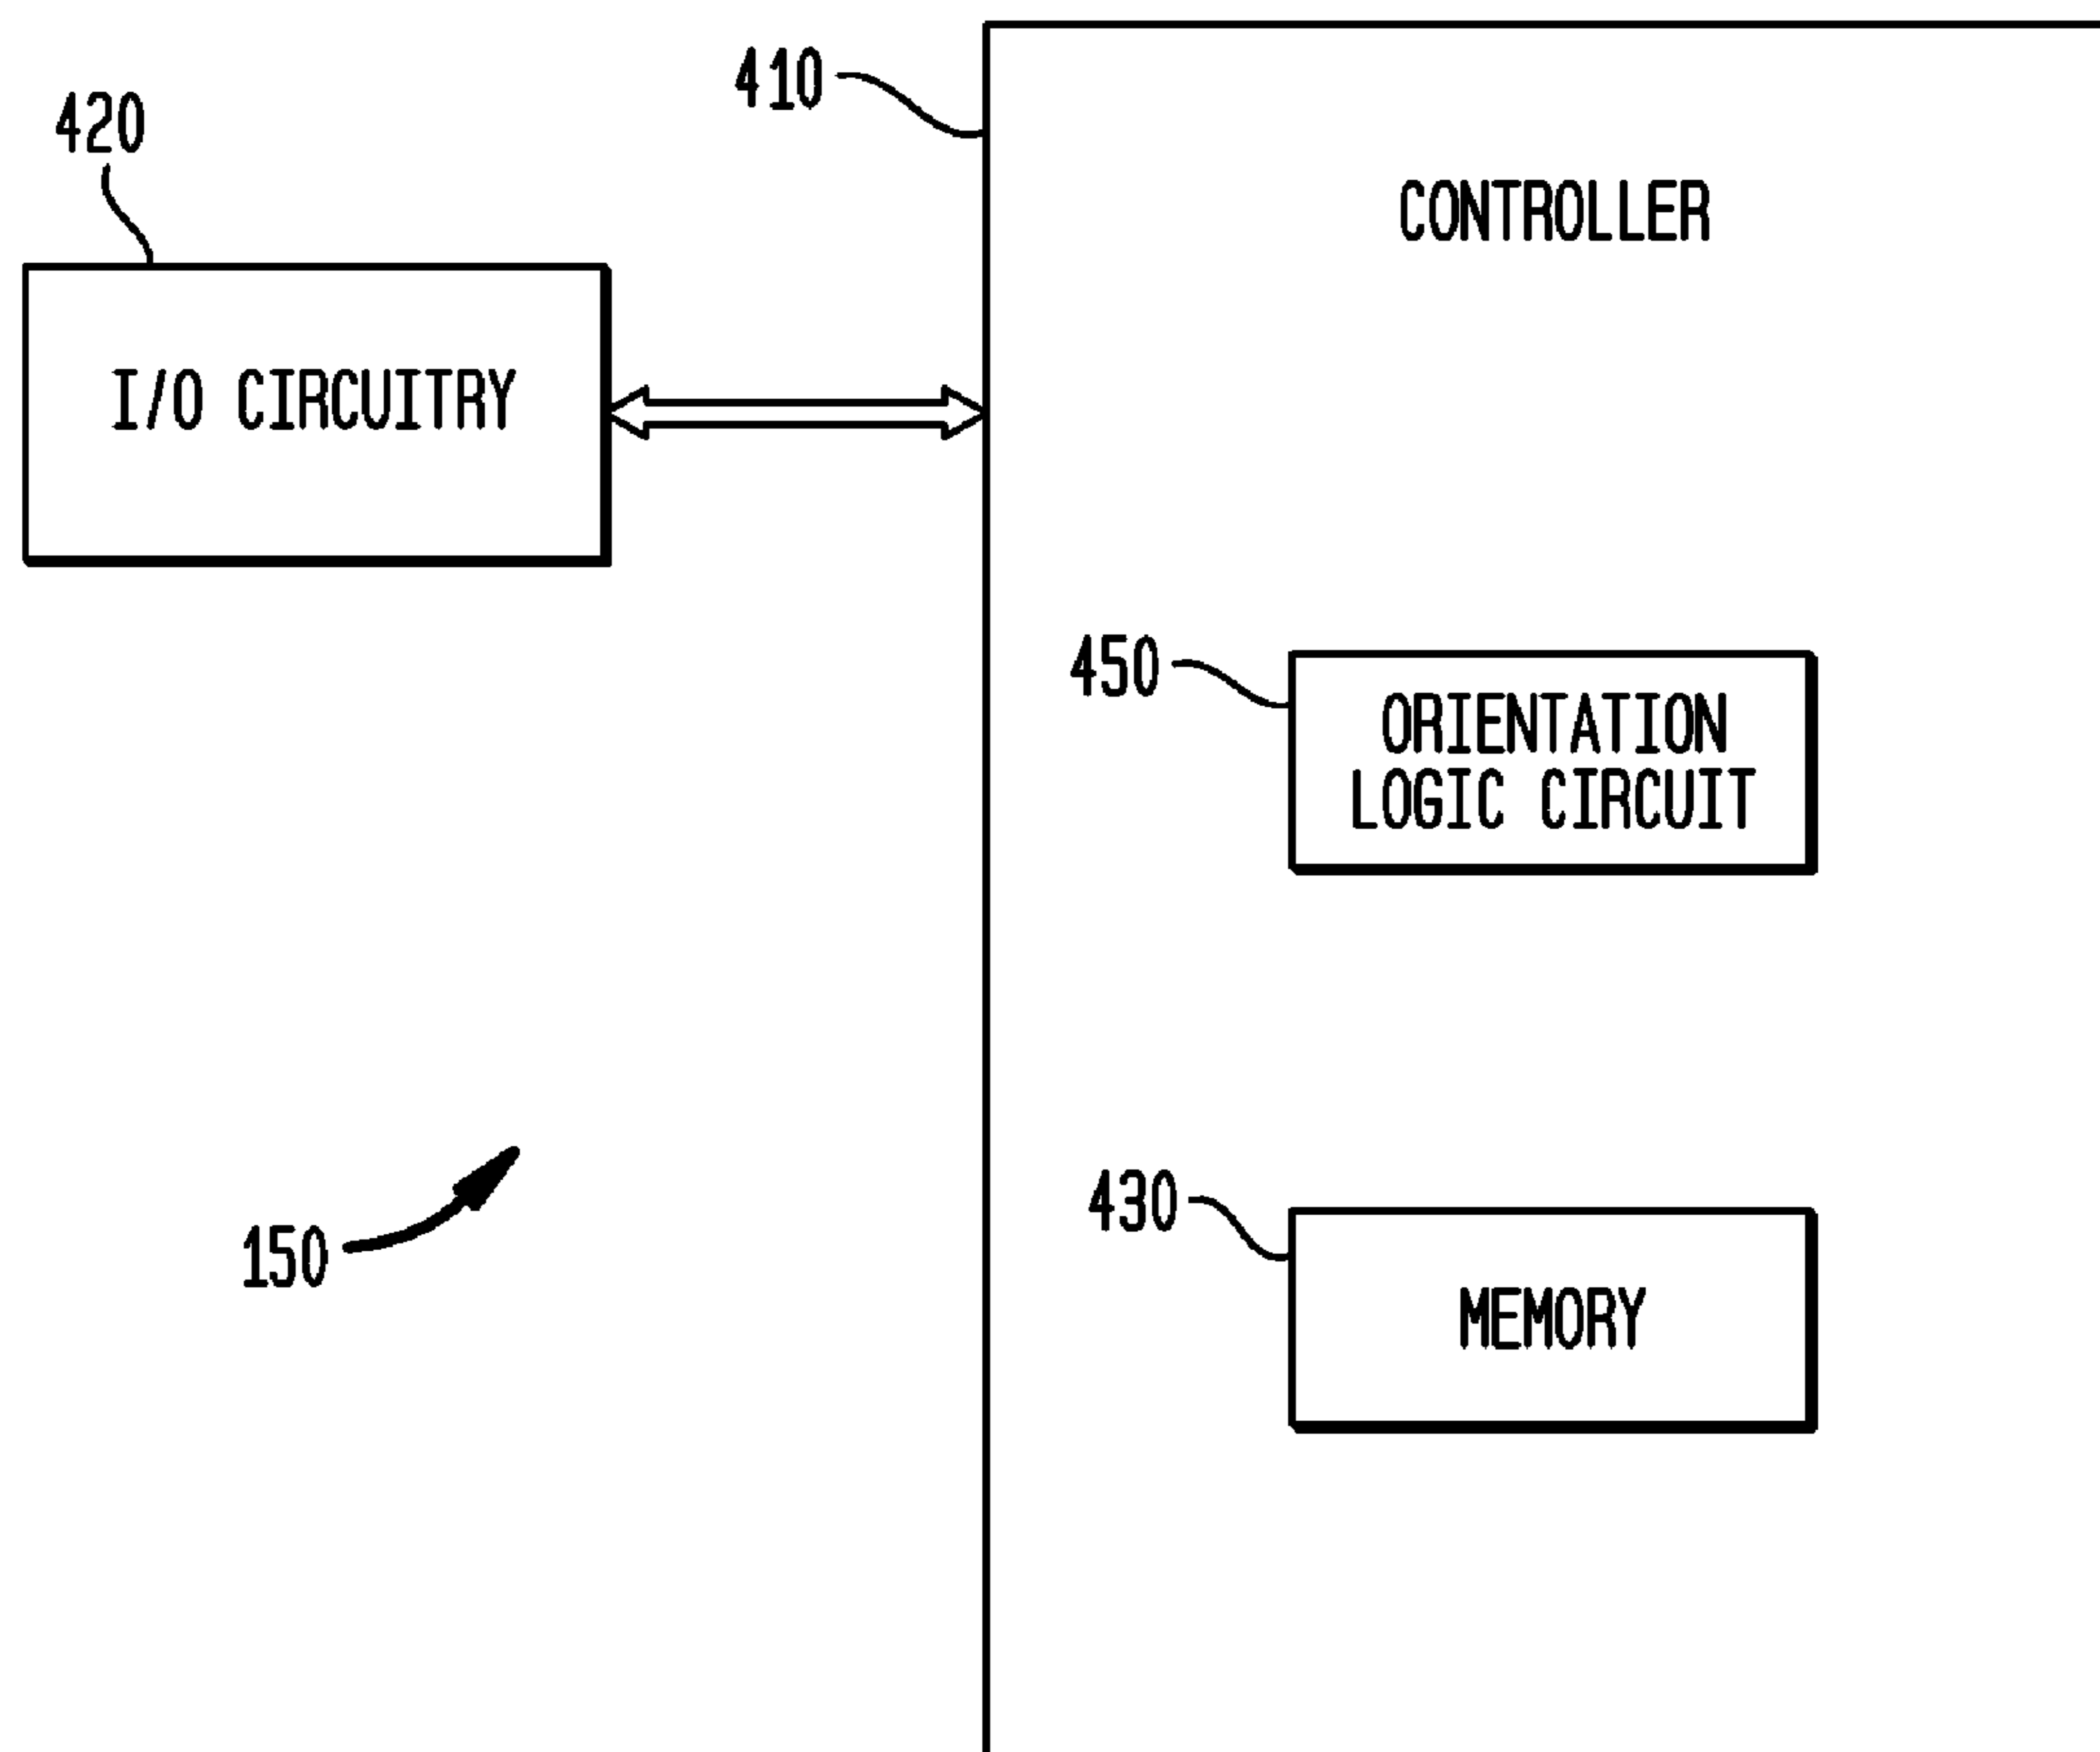 410
420
CONTROLLER
I/O CIRCUITRY
450
ORIENTATION
LOGIC CIRCUIT
430
150
MEMORY